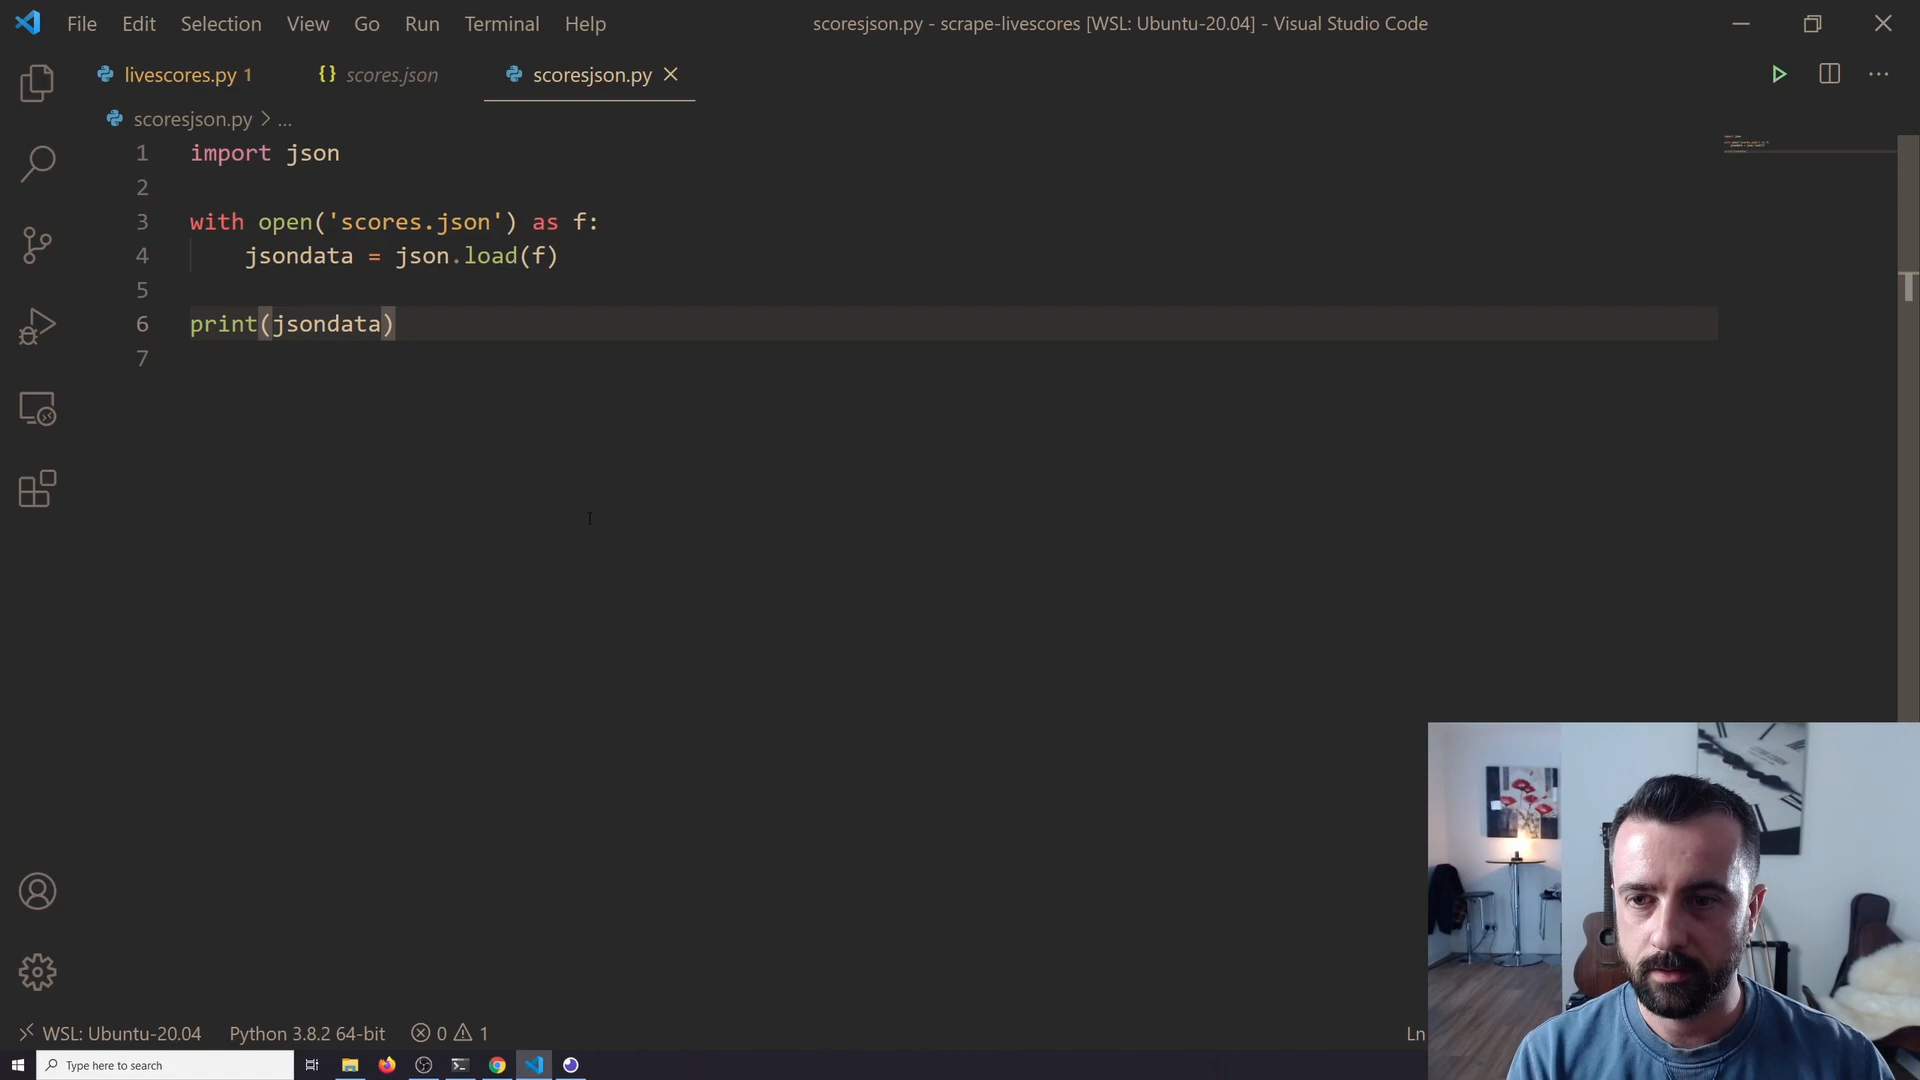 File Edit Selection View Go Run Terminal Help
scoresjson.py - scrape-livescores [WSL: Ubuntu-20.04] - Visual Studio Code
livescores.py 1
{} scores.json
scoresjson.py
scoresjson.py > ...
1 import json
2
3 with open('scores.json') as f:
4 jsondata = json.load(f)
5
6 print(jsondata)
7
WSL: Ubuntu-20.04 Python 3.8.2 64-bit 0 1
Ln
Type here to search